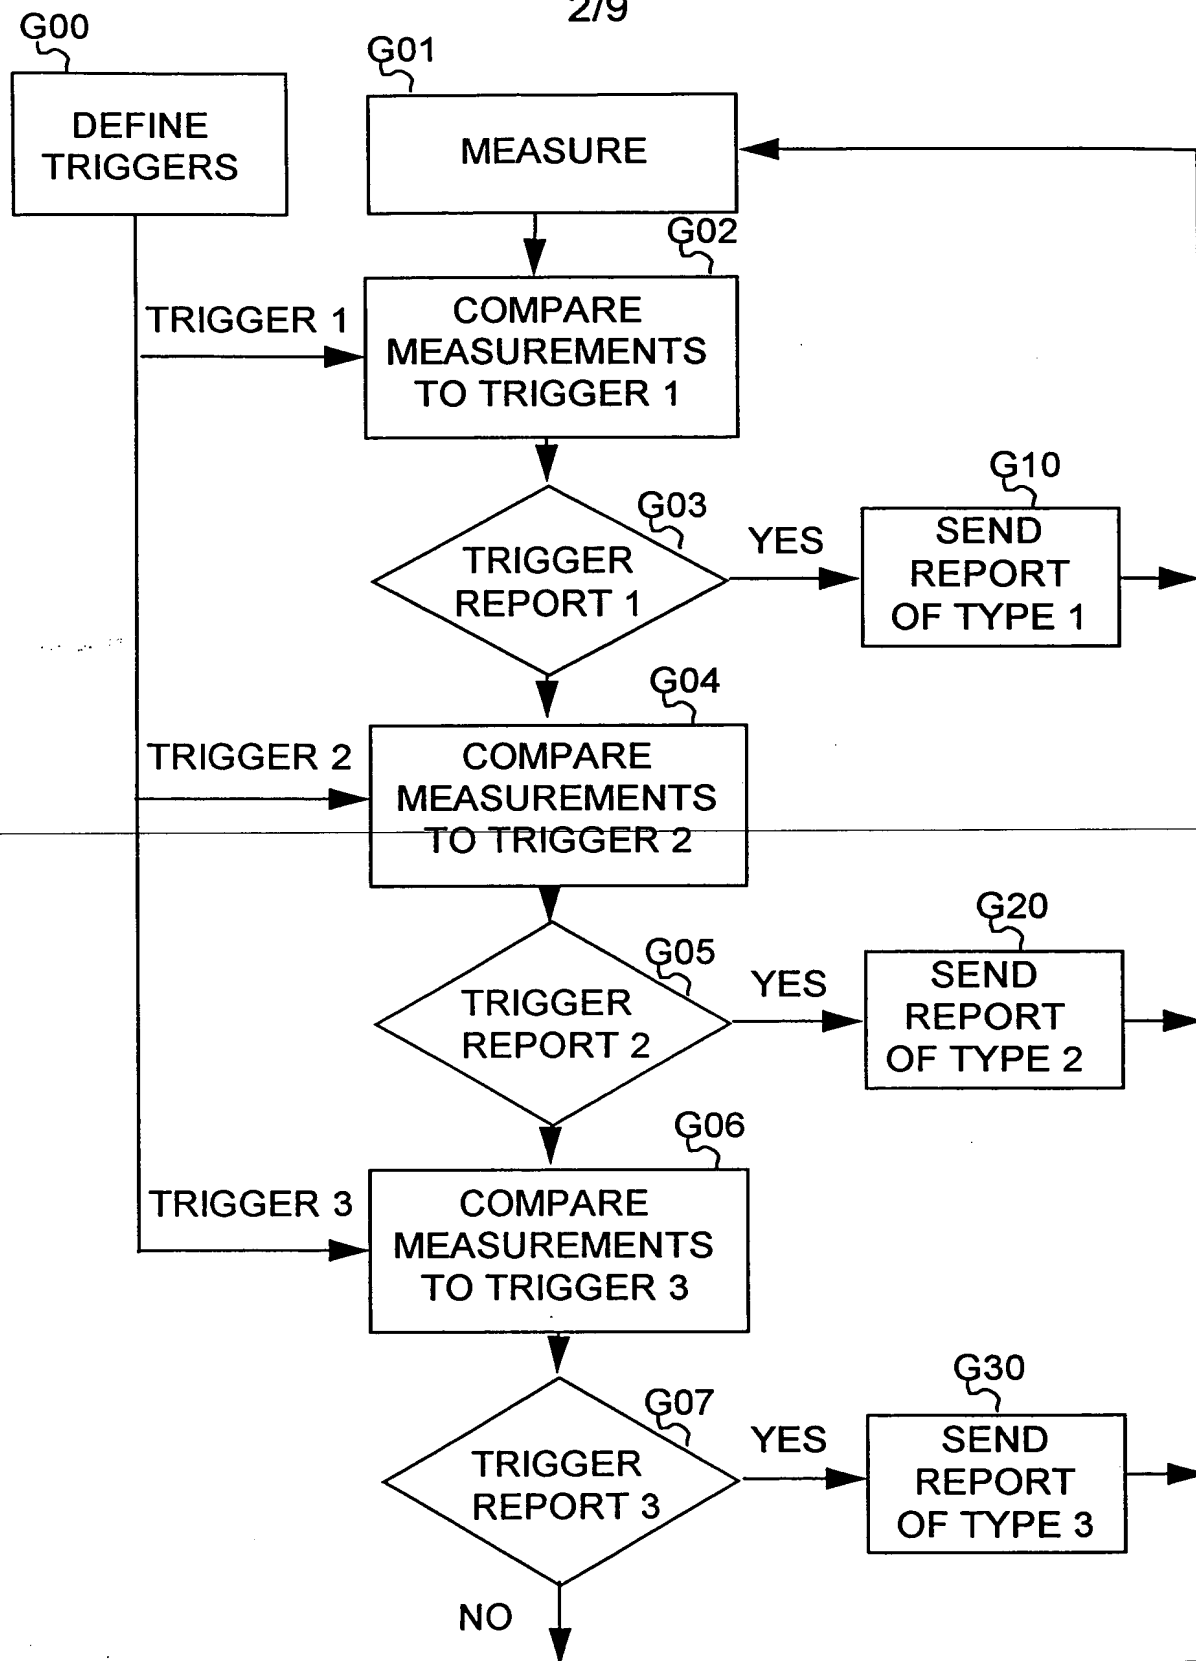 2/9
G00
G01
DEFINE
TRIGGERS
MEASURE
G02
TRIGGER 1
COMPARE
MEASUREMENTS
TO TRIGGER 1
G03
TRIGGER
REPORT 1
YES
G10
SEND
REPORT
OF TYPE 1
G04
TRIGGER 2
COMPARE
MEASUREMENTS
TO TRIGGER 2
G05
TRIGGER
REPORT 2
YES
G20
SEND
REPORT
OF TYPE 2
G06
TRIGGER 3
COMPARE
MEASUREMENTS
TO TRIGGER 3
G07
TRIGGER
REPORT 3
YES
G30
SEND
REPORT
OF TYPE 3
NO